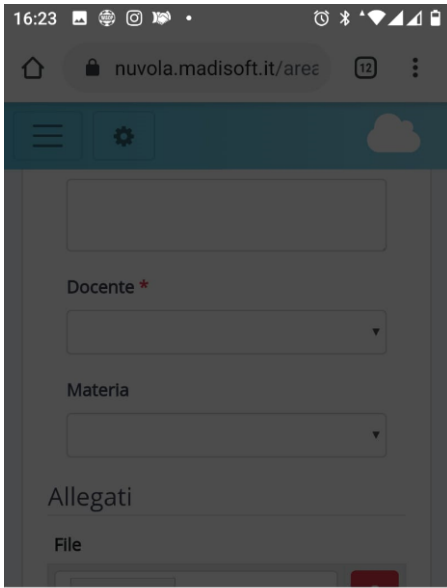 16:23
nuvola.madisoft.it/area
12
Docente *
Materia
Allegati
File